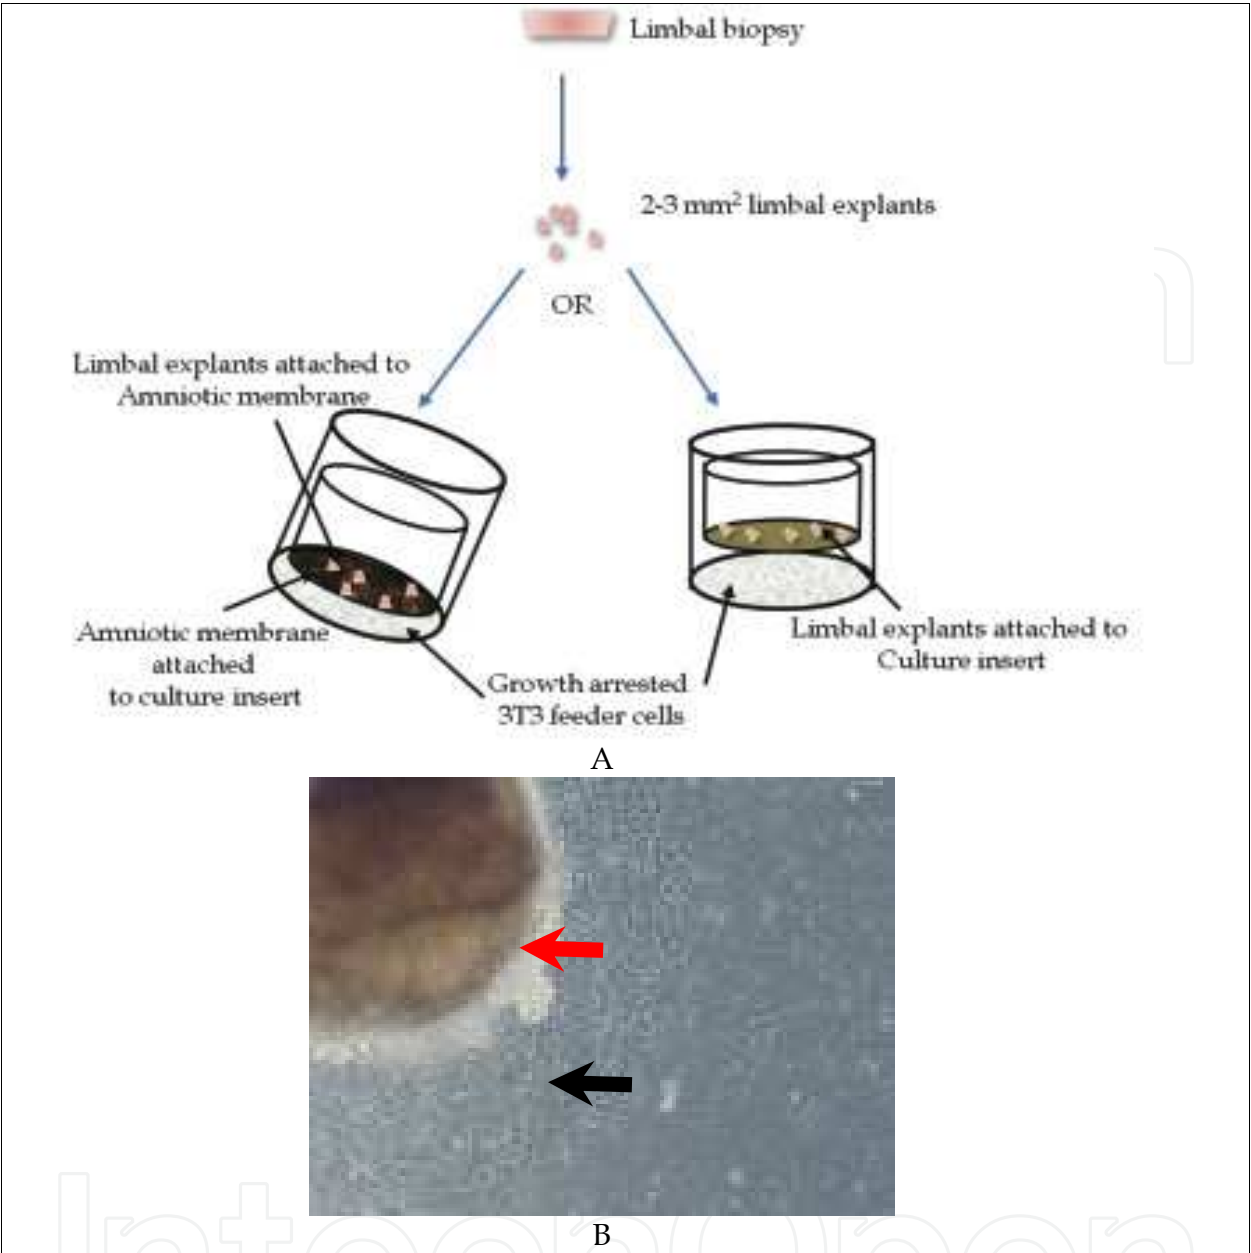 Limbal biopsy
2-3 mm² limbal explants
OR
Limbal explants attached to
Amniotic membrane
Amniotic membrane
attached
to culture insert
Limbal explants attached to
Culture insert
Growth arrested
3T3 feeder cells
A
B
IntechOpen